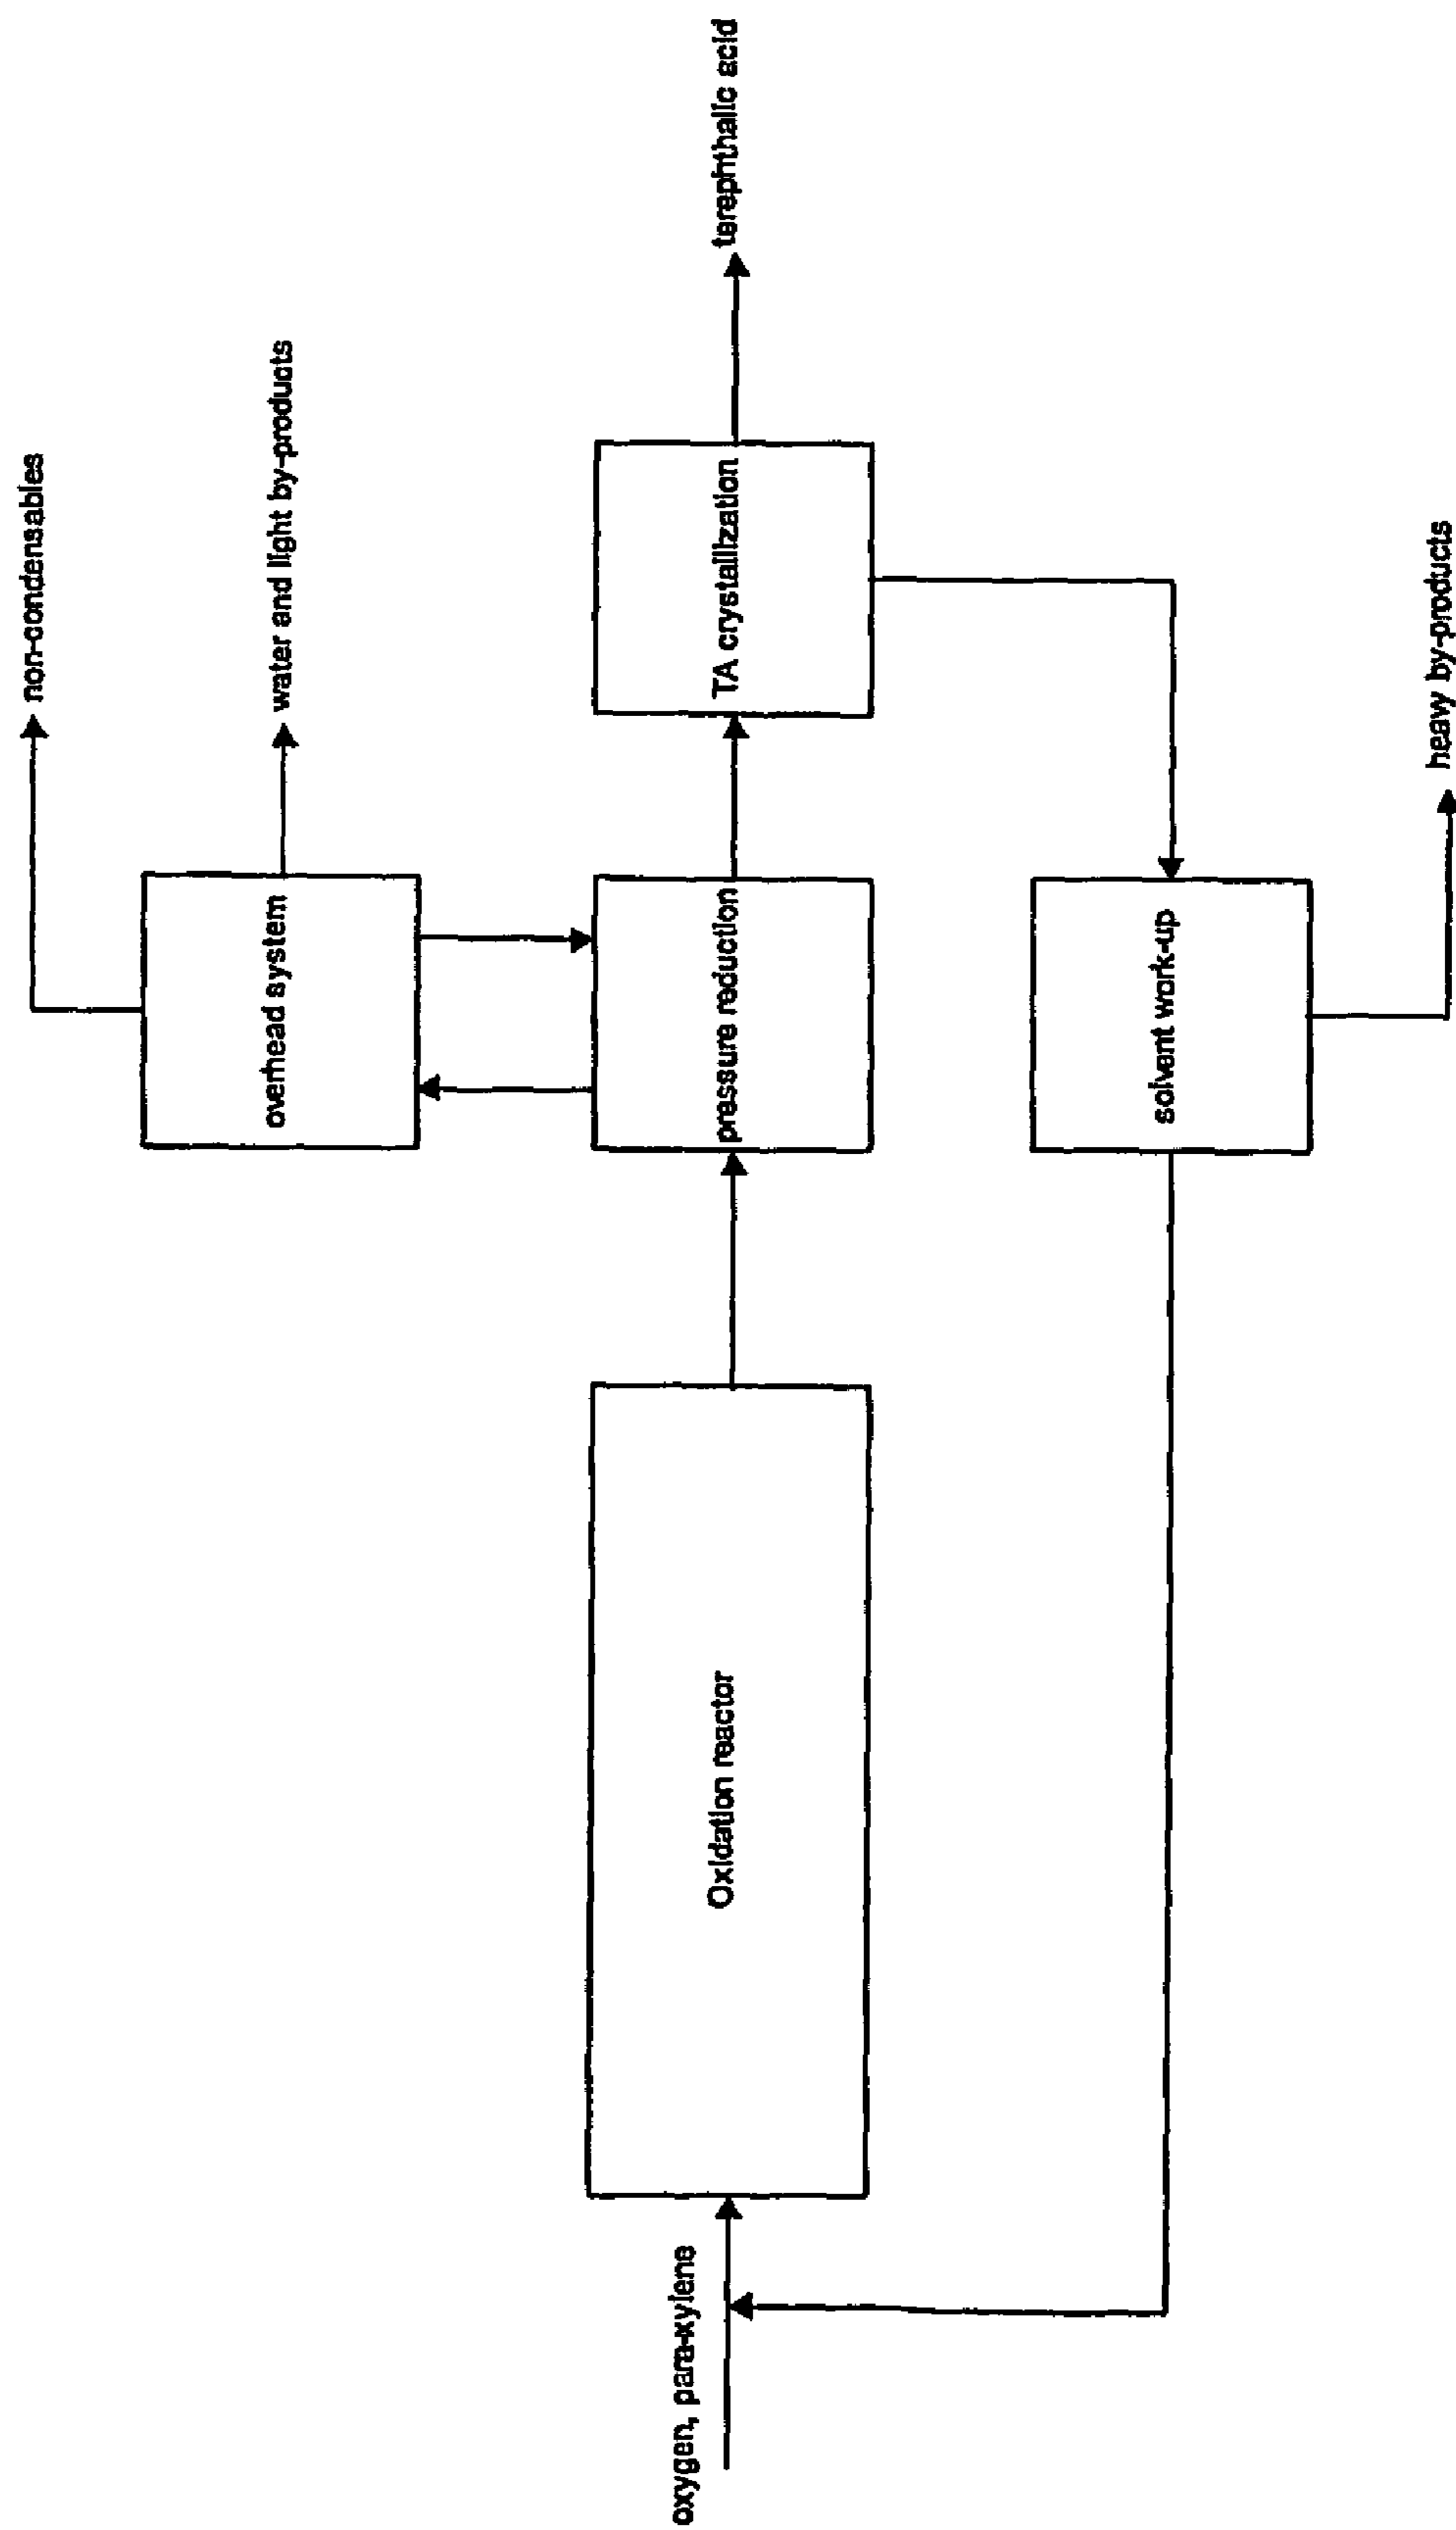 non-condensables
water and light by-products
overhead system
oxygen, para-xylene
Oxidation reactor
pressure reduction
TA crystallization
terephthalic acid
solvent work-up
heavy by-products